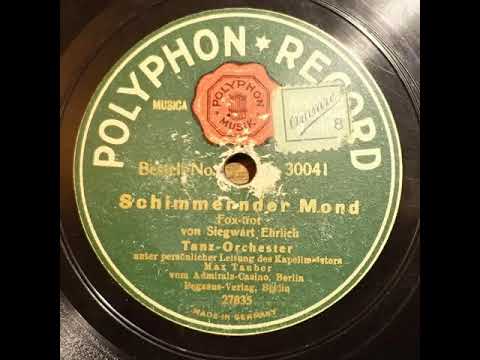 POLYPHON ★ RECORD
MUSICA
POLYPHON
MUSIK
8
Bestell-No. 30041
Schimmernder Mond
Fox-trot
von Siegwart Ehrlich
Tanz-Orchester
unter persönlicher Leitung des Kapellmeisters
Max Tauber
vom Admirals-Casino, Berlin
Pegasus-Verlag, Berlin
27835
MADE IN GERMANY